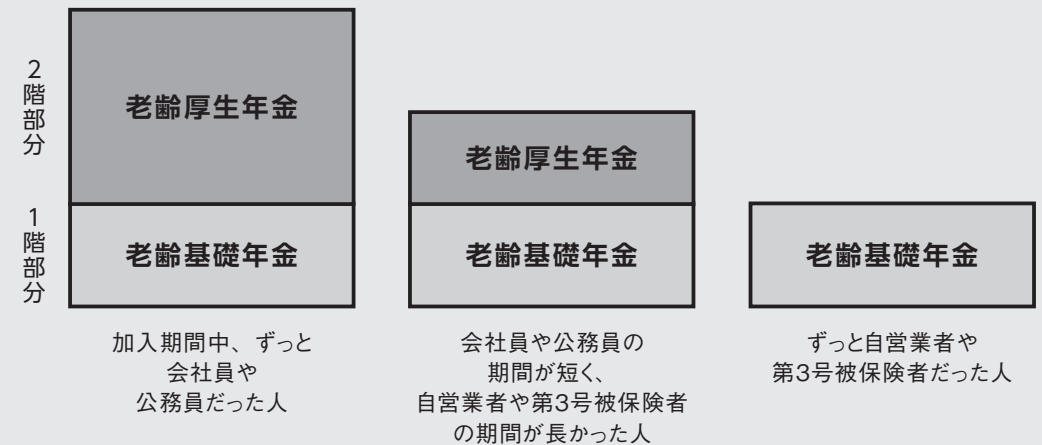 2階部分
老齢厚生年金
老齢厚生年金
1階部分
老齢基礎年金
老齢基礎年金
老齢基礎年金
加入期間中、ずっと
会社員や
公務員だった人
会社員や公務員の
期間が短く、
自営業者や第3号被保険者
の期間が長かった人
ずっと自営業者や
第3号被保険者だった人